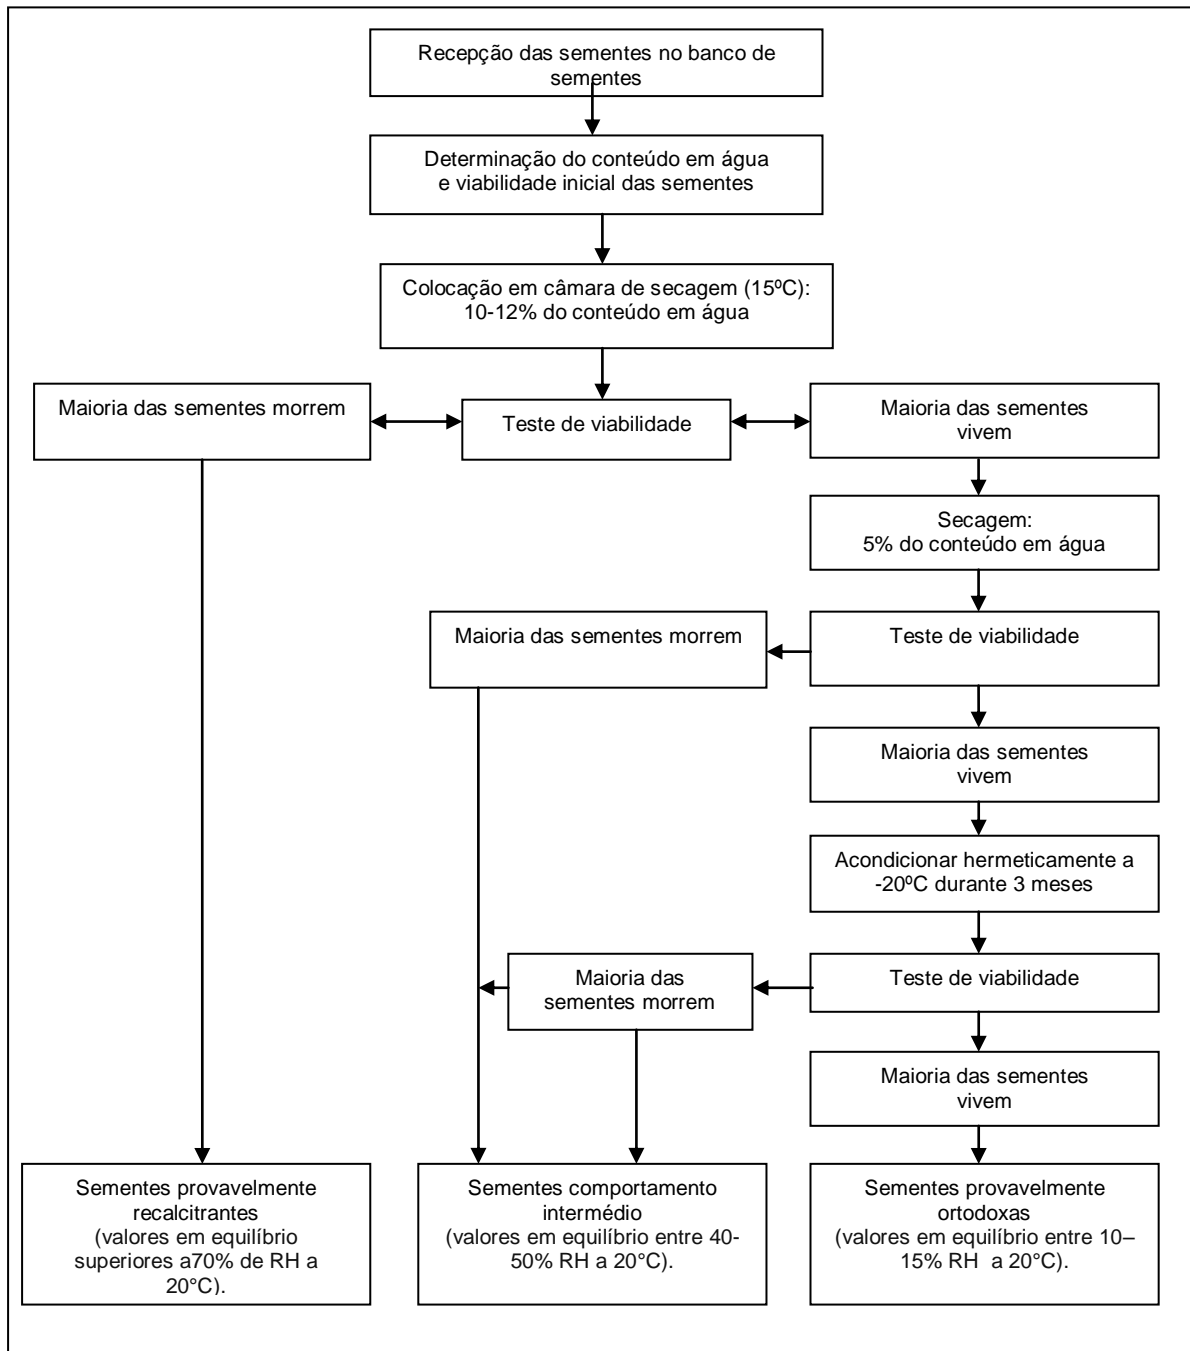 Recepção das sementes no banco de
sementes
Determinação do conteúdo em água
e viabilidade inicial das sementes
Colocação em câmara de secagem (15ºC):
10-12% do conteúdo em água
Maioria das sementes morrem
Teste de viabilidade
Maioria das sementes
vivem
Secagem:
5% do conteúdo em água
Maioria das sementes morrem
Teste de viabilidade
Maioria das sementes
vivem
Acondicionar hermeticamente a
-20ºC durante 3 meses
Maioria das
sementes morrem
Teste de viabilidade
Maioria das sementes
vivem
Sementes provavelmente
recalcitrantes
(valores em equilíbrio
superiores a70% de RH a
20°C).
Sementes comportamento
intermédio
(valores em equilíbrio entre 40-
50% RH a 20°C).
Sementes provavelmente
ortodoxas
(valores em equilíbrio entre 10–
15% RH  a 20°C).